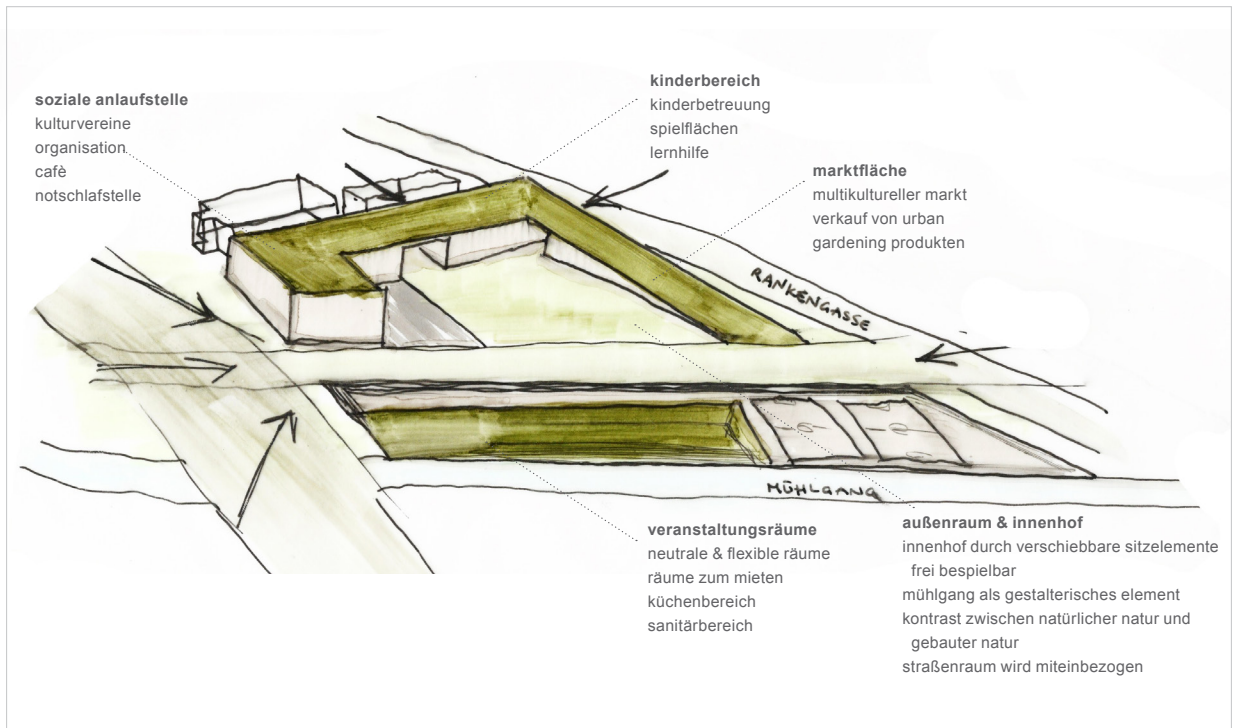 soziale anlaufstelle
kulturvereine
organisation
cafè
notschlafstelle
kinderbereich
kinderbetreuung
spielflächen
lernhilfe
marktfläche
multikultureller markt
verkauf von urban
gardening produkten
RANKENGASSE
MÜHLGANG
veranstaltungsräume
neutrale & flexible räume
räume zum mieten
küchenbereich
sanitärbereich
außenraum & innenhof
innenhof durch verschiebbare sitzelemente
frei bespielbar
mühlgang als gestalterisches element
kontrast zwischen natürlicher natur und
gebauter natur
straßenraum wird miteinbezogen